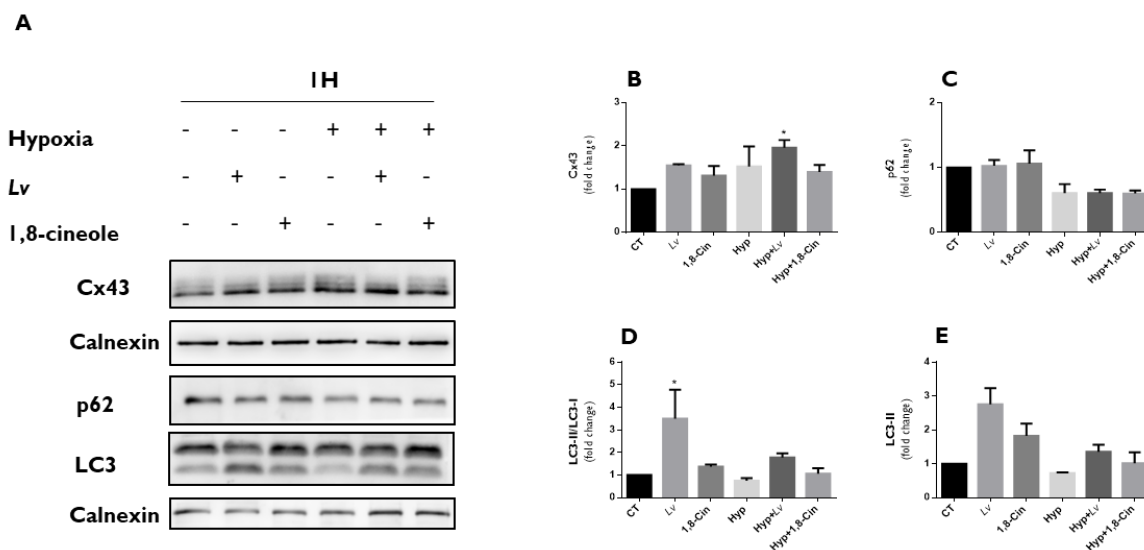 A
1H
Hypoxia - - - + + +
Lv - + - - + -
1,8-cineole - - + - - +
Cx43
Calnexin
p62
LC3
Calnexin
B
Cx43
(fold change)
3
2
1
0
*
CT Lv 1,8-Cin Hyp Hyp+Lv Hyp+1,8-Cin
C
p62
(fold change)
2
1
0
CT Lv 1,8-Cin Hyp Hyp+Lv Hyp+1,8-Cin
D
LC3-II/LC3-I
(fold change)
6
5
4
3
2
1
0
*
CT Lv 1,8-Cin Hyp Hyp+Lv Hyp+1,8-Cin
E
LC3-II
(fold change)
4
3
2
1
0
CT Lv 1,8-Cin Hyp Hyp+Lv Hyp+1,8-Cin